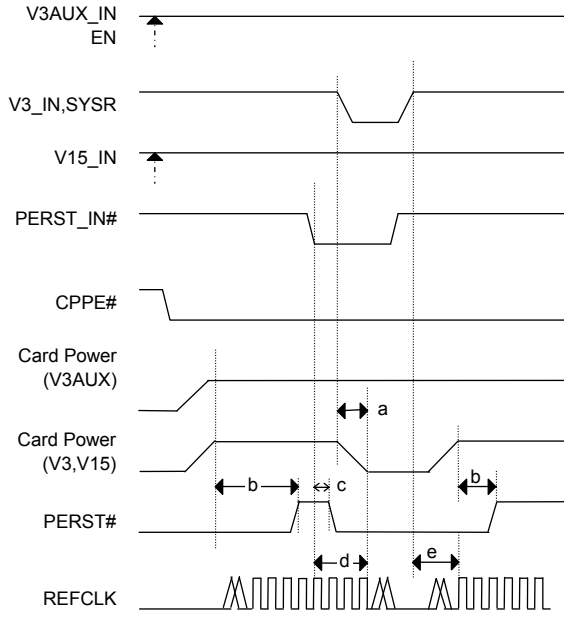 V3AUX_IN
EN
V3_IN,SYSR
V15_IN
PERST_IN#
CPPE#
Card Power
(V3AUX)
a
Card Power
(V3,V15)
b
c
b
PERST#
d
e
REFCLK